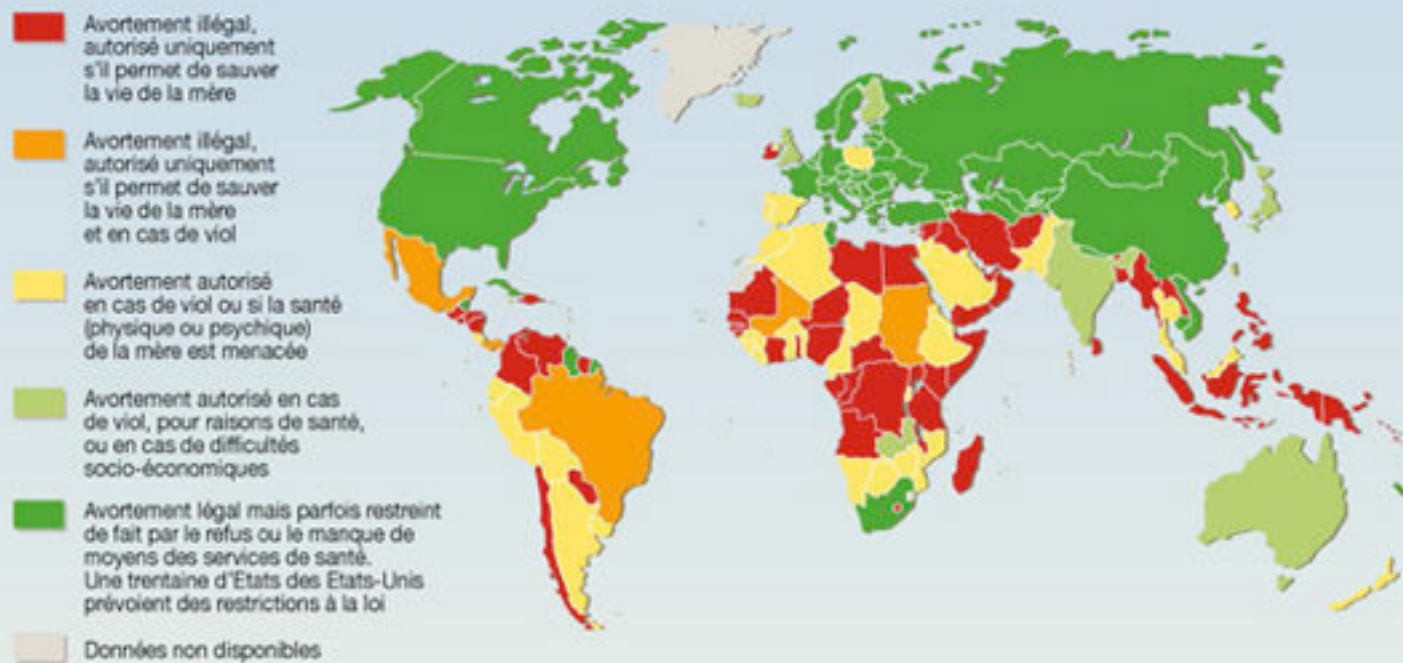 Avortement illégal,
autorisé uniquement
s'il permet de sauver
la vie de la mère
Avortement illégal,
autorisé uniquement
s'il permet de sauver
la vie de la mère
et en cas de viol
Avortement autorisé
en cas de viol ou si la santé
(physique ou psychique)
de la mère est menacée
Avortement autorisé en cas
de viol, pour raisons de santé,
ou en cas de difficultés
socio-économiques
Avortement légal mais parfois restreint
de fait par le refus ou le manque de
moyens des services de santé.
Une trentaine d'Etats des Etats-Unis
prévoient des restrictions à la loi
Données non disponibles